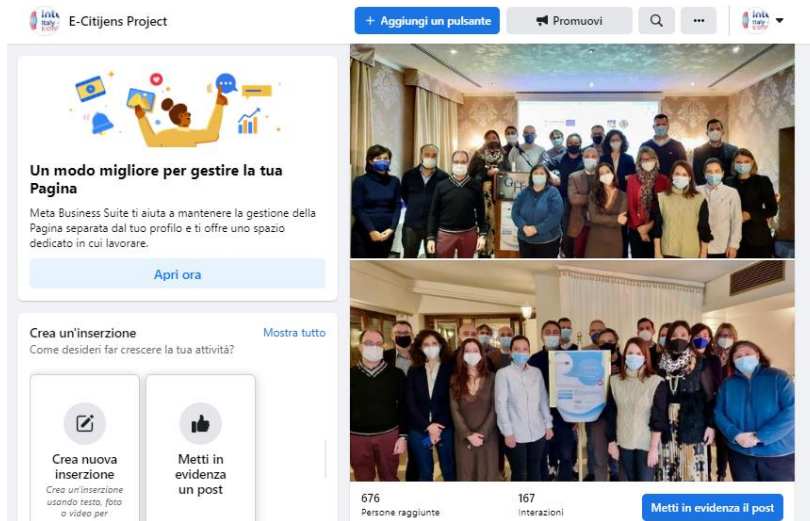 E-Citijens Project
+ Aggiungi un pulsante
Promuovi
Un modo migliore per gestire la tua
Pagina
Meta Business Suite ti aiuta a mantenere la gestione della
Pagina separata dal tuo profilo e ti offre uno spazio
dedicato in cui lavorare.
Apri ora
Crea un'inserzione
Mostra tutto
Come desideri far crescere la tua attività?
Crea nuova
inserzione
Crea un'inserzione
usando testo, foto
o video per
Metti in
evidenza
un post
676
Persone raggiunte
167
Interazioni
Metti in evidenza il post